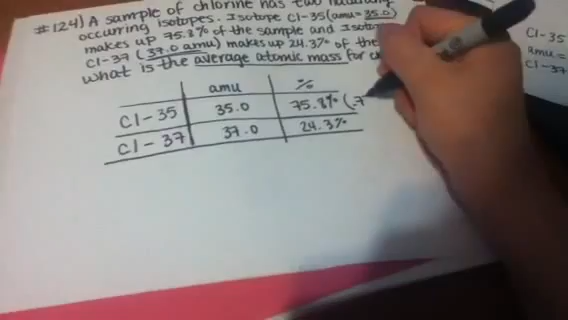 #124) A sample of chlorine has two naturally
occurring isotopes. Isotope Cl-35 (amu=35.0)
makes up 75.8% of the sample and
Cl-37 (37.0 amu) makes up 24.3% of the
what is the average atomic mass for
amu %
Cl-35 35.0 75.8% (7
Cl-37 37.0 24.3%
Cl-35
amu=
Cl-37